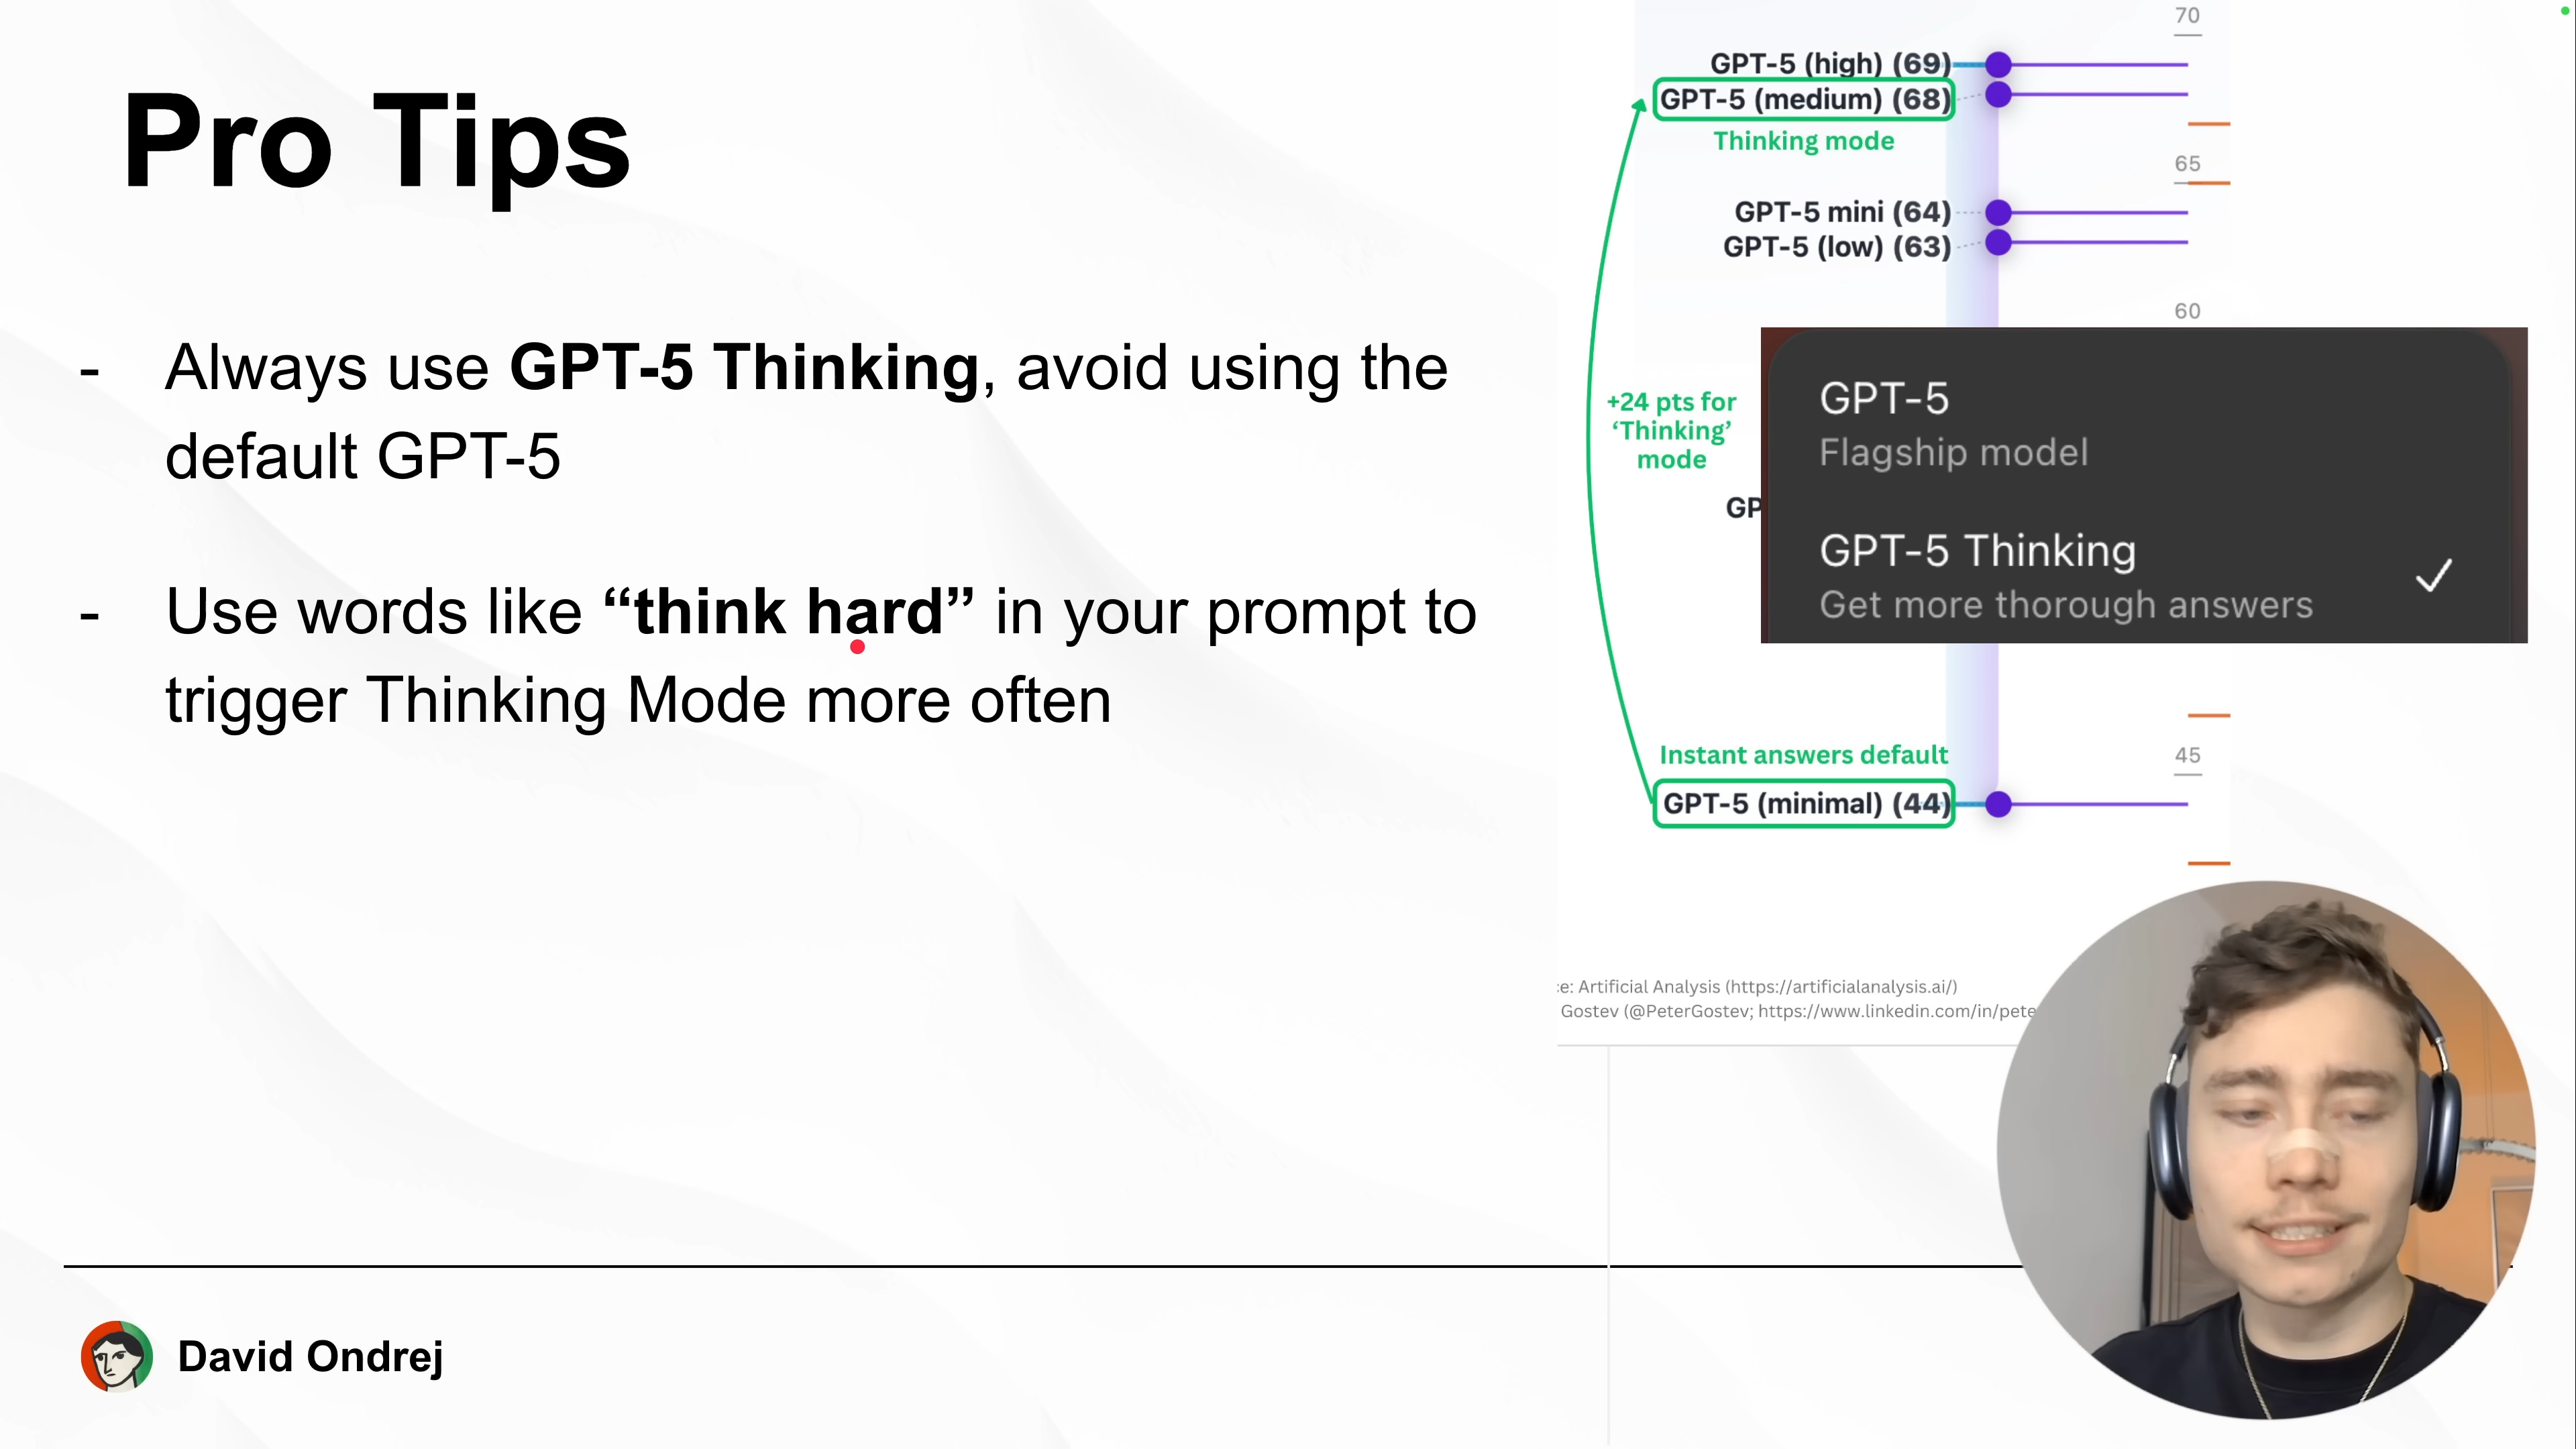 Pro Tips
- Always use GPT-5 Thinking, avoid using the
default GPT-5
- Use words like “think hard” in your prompt to
trigger Thinking Mode more often
David Ondrej
70
GPT-5 (high) (69)
GPT-5 (medium) (68)
Thinking mode
65
GPT-5 mini (64)
GPT-5 (low) (63)
60
+24 pts for
‘Thinking’
mode
GP
GPT-5
Flagship model
GPT-5 Thinking
Get more thorough answers
Instant answers default
45
GPT-5 (minimal) (44)
ce: Artificial Analysis (https://artificialanalysis.ai/)
Gostev (@PeterGostev; https://www.linkedin.com/in/pete